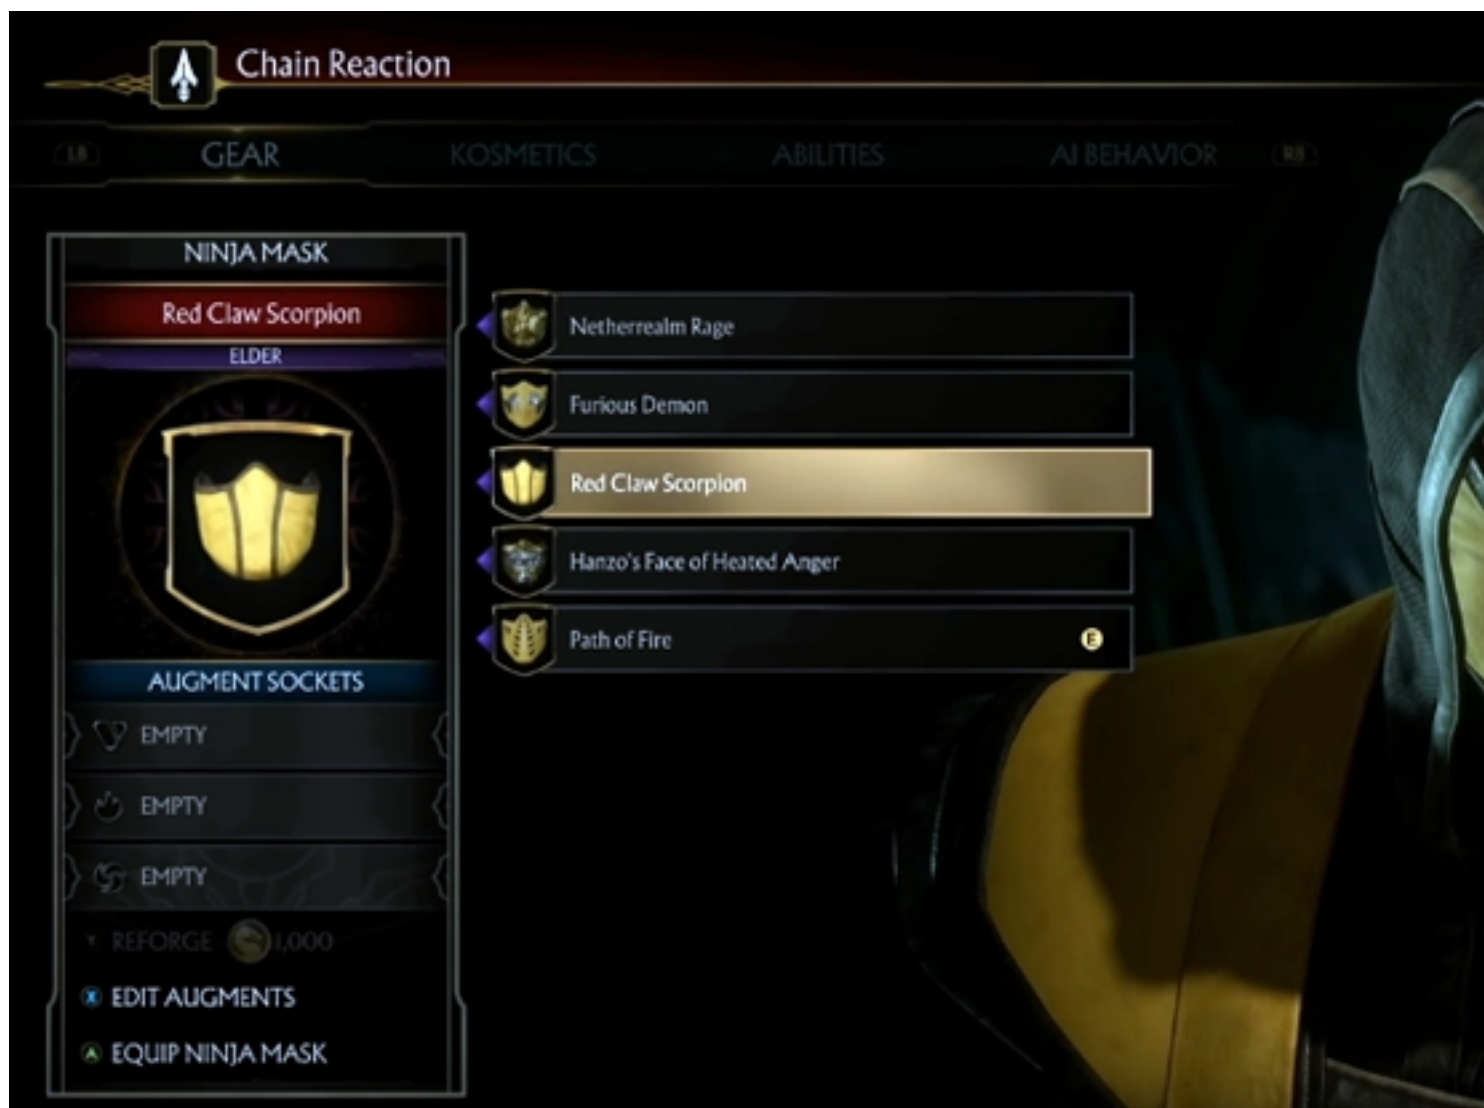 Chain Reaction
LB GEAR KOSMETICS ABILITIES AI BEHAVIOR RB
NINJA MASK
Red Claw Scorpion
ELDER
AUGMENT SOCKETS
EMPTY
EMPTY
EMPTY
Y REFORGE 1,000
X EDIT AUGMENTS
A EQUIP NINJA MASK
Netherrealm Rage
Furious Demon
Red Claw Scorpion
Hanzo's Face of Heated Anger
Path of Fire E